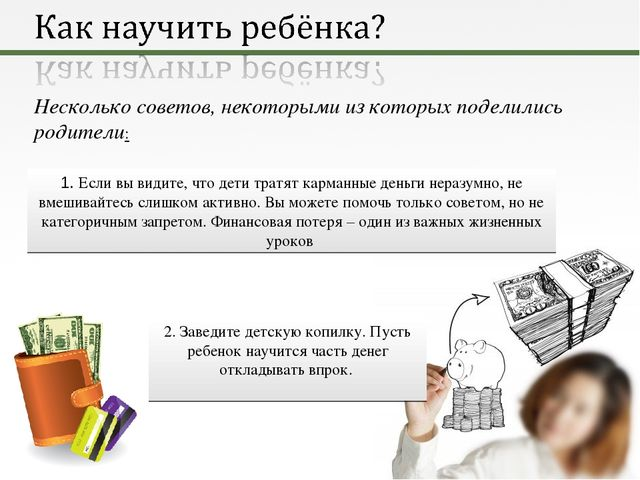 Как научить ребёнка?
Несколько советов, некоторыми из которых поделились
родители:
1. Если вы видите, что дети тратят карманные деньги неразумно, не
вмешивайтесь слишком активно. Вы можете помочь только советом, но не
категоричным запретом. Финансовая потеря – один из важных жизненных
уроков
2. Заведите детскую копилку. Пусть
ребенок научится часть денег
откладывать впрок.
100